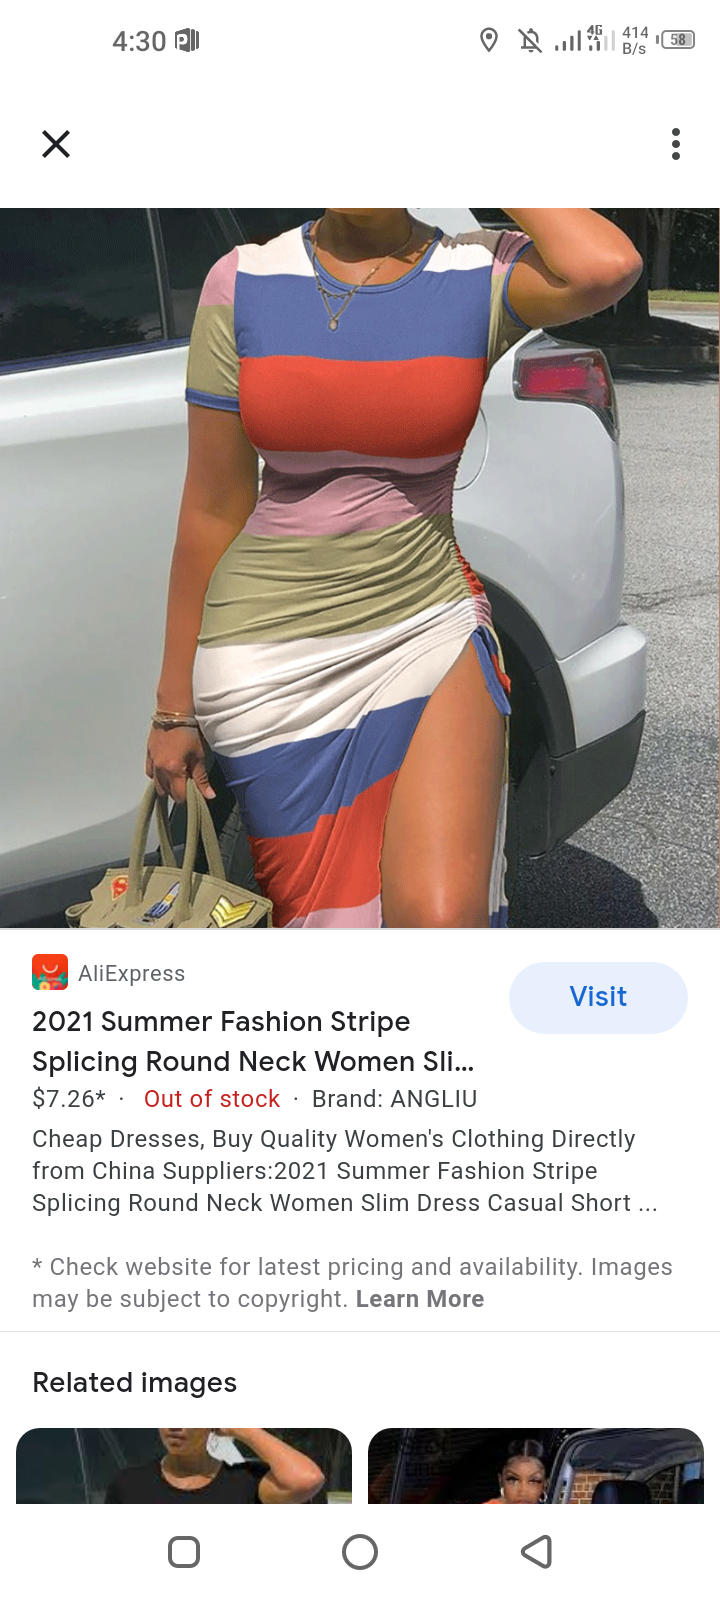 4:30
4G
414
B/s
58
AliExpress
Visit
2021 Summer Fashion Stripe
Splicing Round Neck Women Sli...
$7.26* · Out of stock · Brand: ANGLIU
Cheap Dresses, Buy Quality Women's Clothing Directly
from China Suppliers:2021 Summer Fashion Stripe
Splicing Round Neck Women Slim Dress Casual Short ...
* Check website for latest pricing and availability. Images
may be subject to copyright. Learn More
Related images